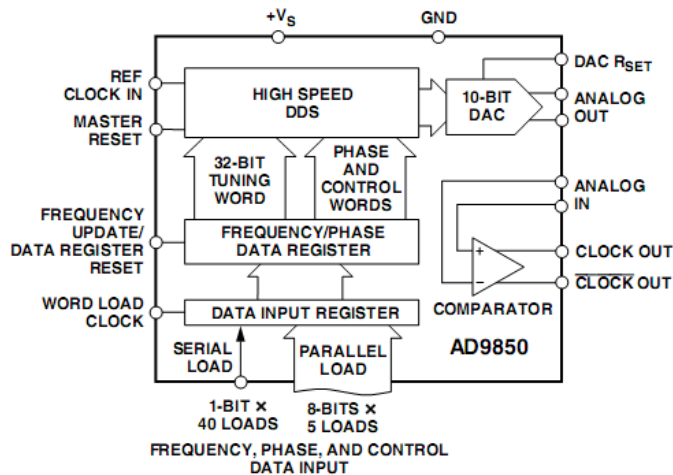 +VS
GND
REF
CLOCK IN
MASTER
RESET
FREQUENCY
UPDATE/
DATA REGISTER
RESET
WORD LOAD
CLOCK
HIGH SPEED
DDS
32-BIT
TUNING
WORD
PHASE
AND
CONTROL
WORDS
FREQUENCY/PHASE
DATA REGISTER
DATA INPUT REGISTER
SERIAL
LOAD
PARALLEL
LOAD
1-BIT ×
40 LOADS
8-BITS ×
5 LOADS
FREQUENCY, PHASE, AND CONTROL
DATA INPUT
10-BIT
DAC
DAC RSET
ANALOG
OUT
ANALOG
IN
+
–
CLOCK OUT
CLOCK OUT
COMPARATOR
AD9850